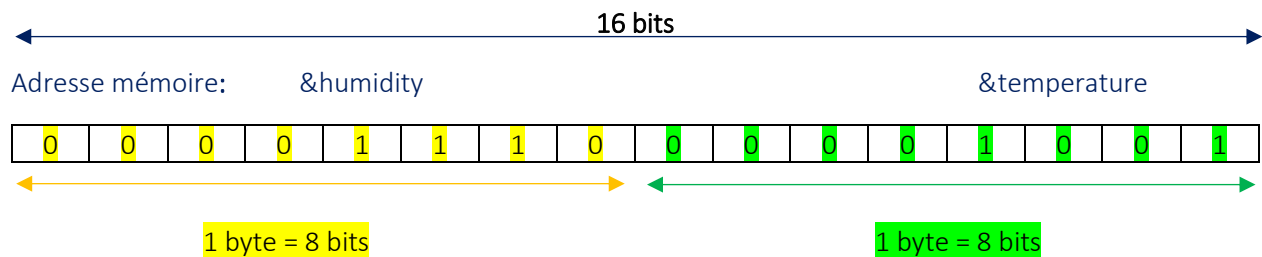 16 bits
Adresse mémoire: &humidity &temperature
0 0 0 0 1 1 1 0 0 0 0 0 1 0 0 1
1 byte = 8 bits 1 byte = 8 bits